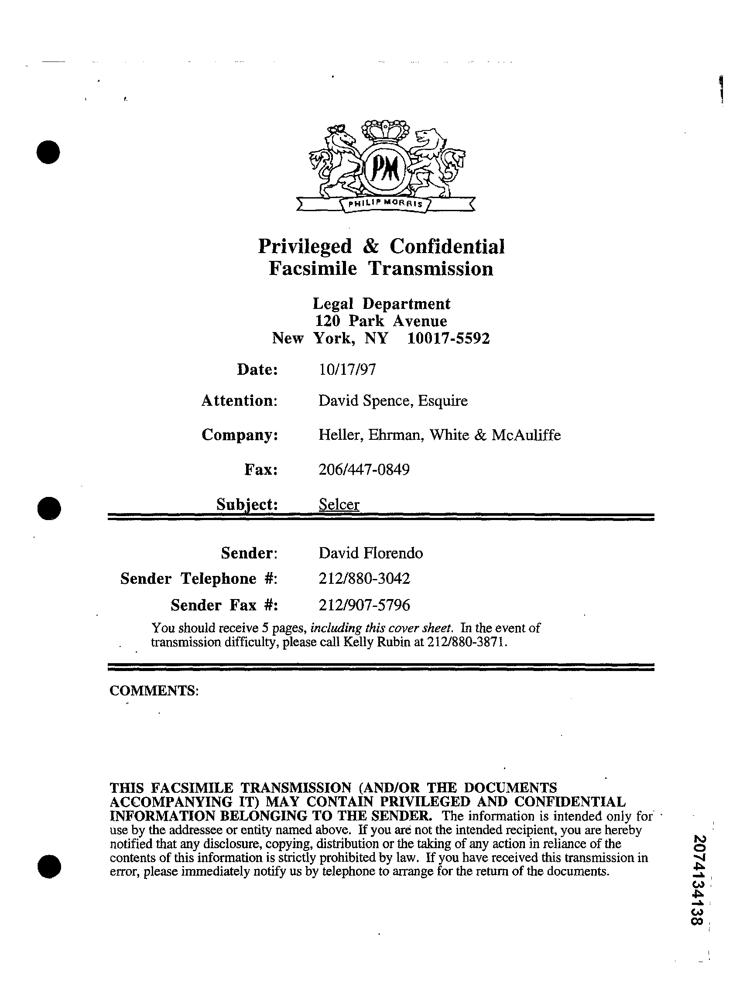 PM
PHILIP MORRIS
Privileged & Confidential
Facsimile Transmission
Legal Department
120 Park Avenue
New York, NY 10017-5592
Date: 10/17/97
Attention: David Spence, Esquire
Company: Heller, Ehrman, White & McAuliffe
Fax: 206/447-0849
Subject: Selcer
Sender: David Florendo
Sender Telephone #: 212/880-3042
Sender Fax #: 212/907-5796
You should receive 5 pages, including this cover sheet. In the event of
transmission difficulty, please call Kelly Rubin at 212/880-3871.
COMMENTS:
THIS FACSIMILE TRANSMISSION (AND/OR THE DOCUMENTS
ACCOMPANYING IT) MAY CONTAIN PRIVILEGED AND CONFIDENTIAL
INFORMATION BELONGING TO THE SENDER. The information is intended only for
use by the addressee or entity named above. If you are not the intended recipient, you are hereby
notified that any disclosure, copying, distribution or the taking of any action in reliance of the
contents of this information is strictly prohibited by law. If you have received this transmission in
error, please immediately notify us by telephone to arrange for the return of the documents.
2074134138